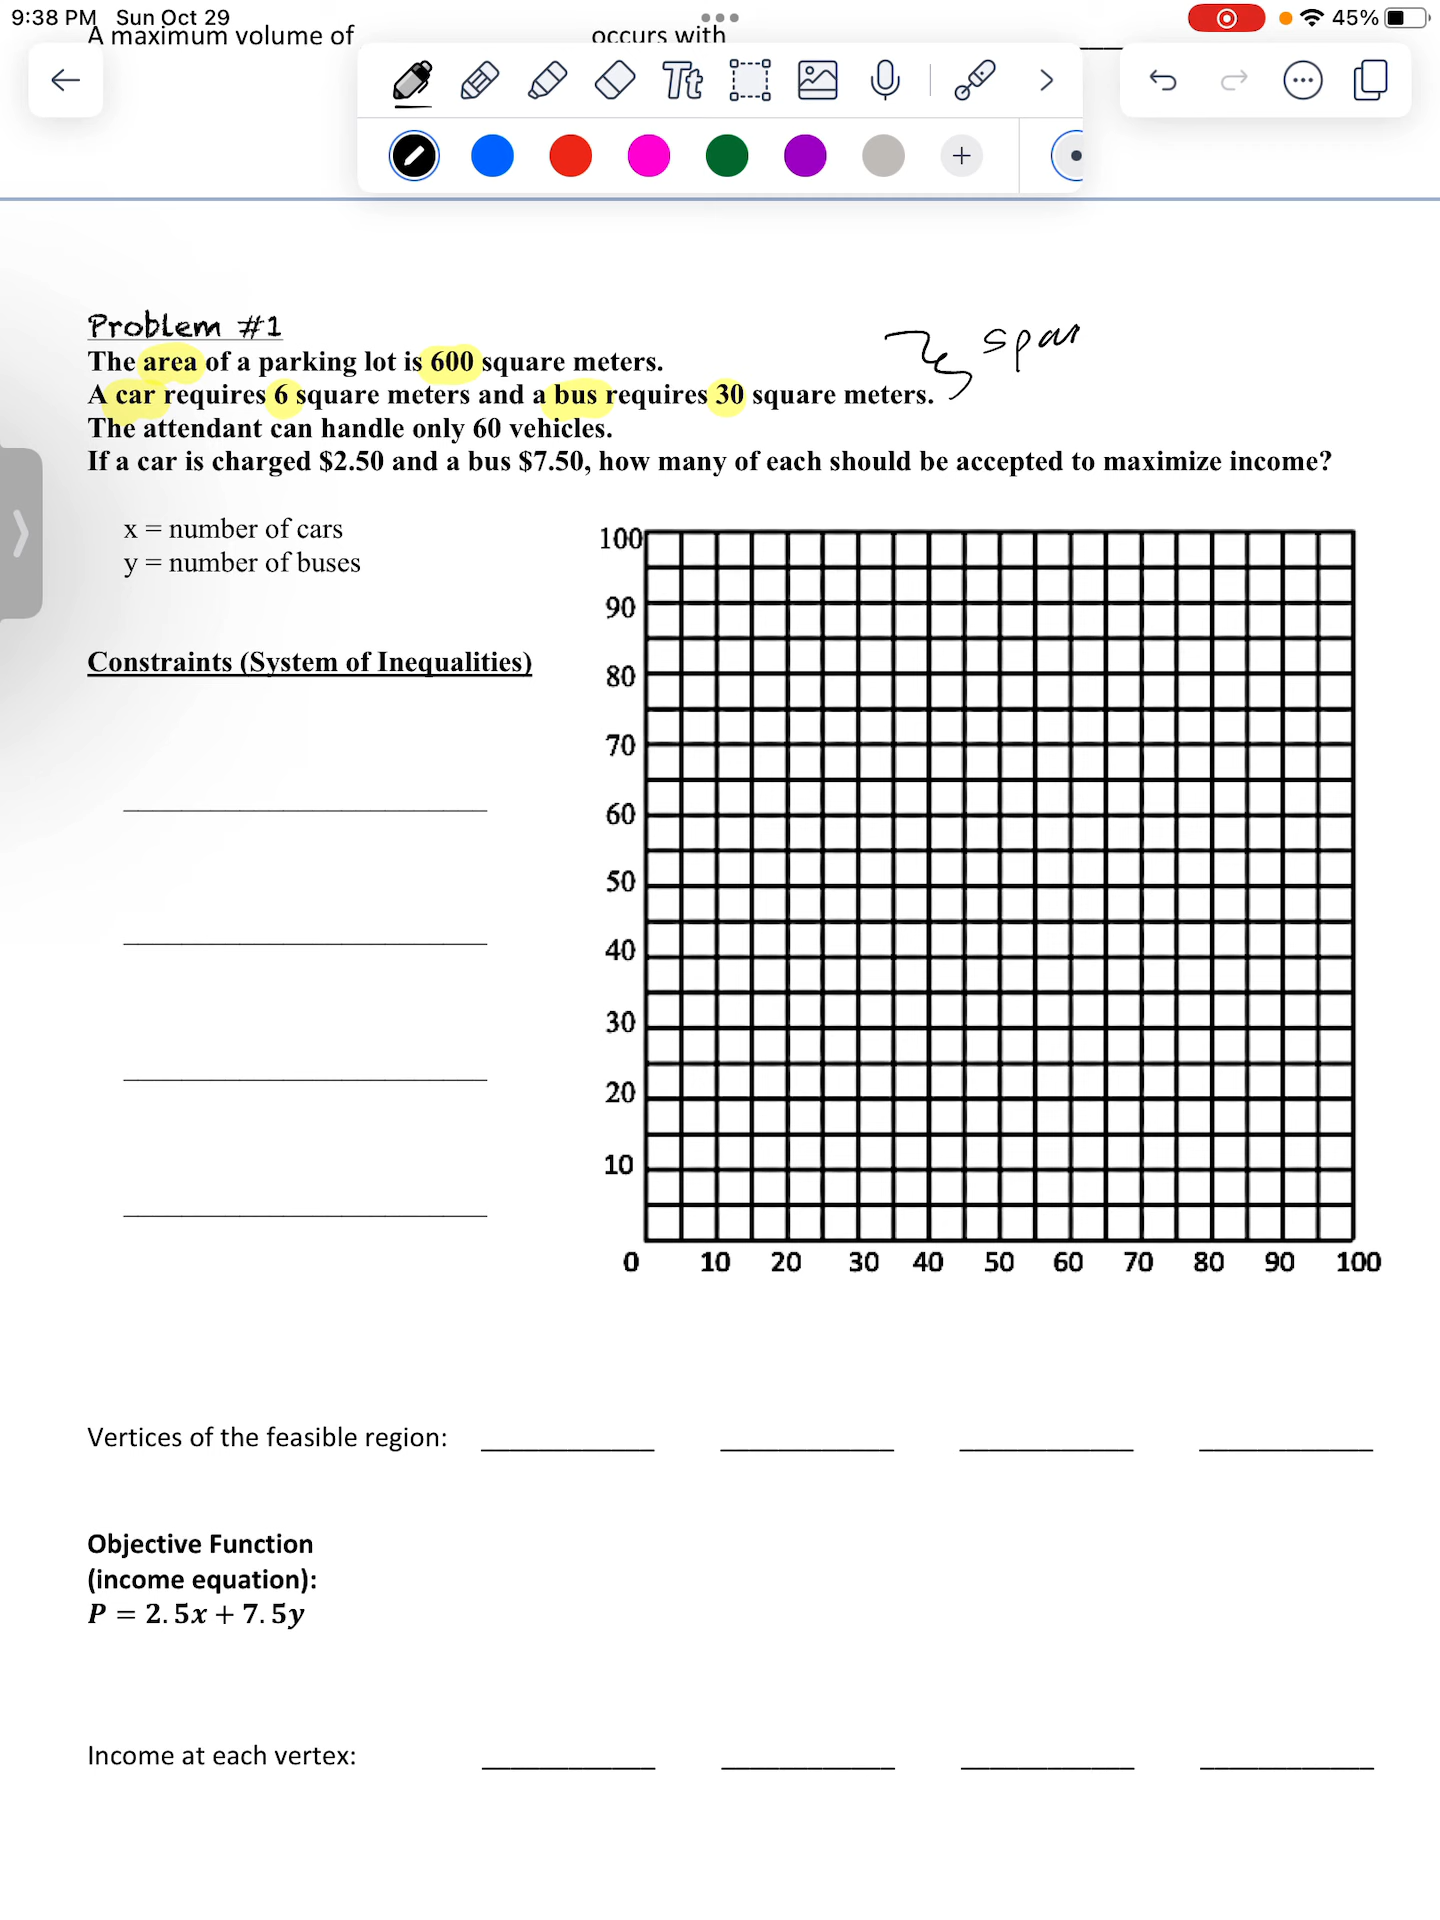 9:38 PM Sun Oct 29
45%
A maximum volume of occurs with
Tt
Problem #1
The area of a parking lot is 600 square meters.
A car requires 6 square meters and a bus requires 30 square meters.
The attendant can handle only 60 vehicles.
If a car is charged $2.50 and a bus $7.50, how many of each should be accepted to maximize income?
x = number of cars
y = number of buses
Constraints (System of Inequalities)
100
90
80
70
60
50
40
30
20
10
0 10 20 30 40 50 60 70 80 90 100
Vertices of the feasible region:
Objective Function
(income equation):
P = 2.5x + 7.5y
Income at each vertex: